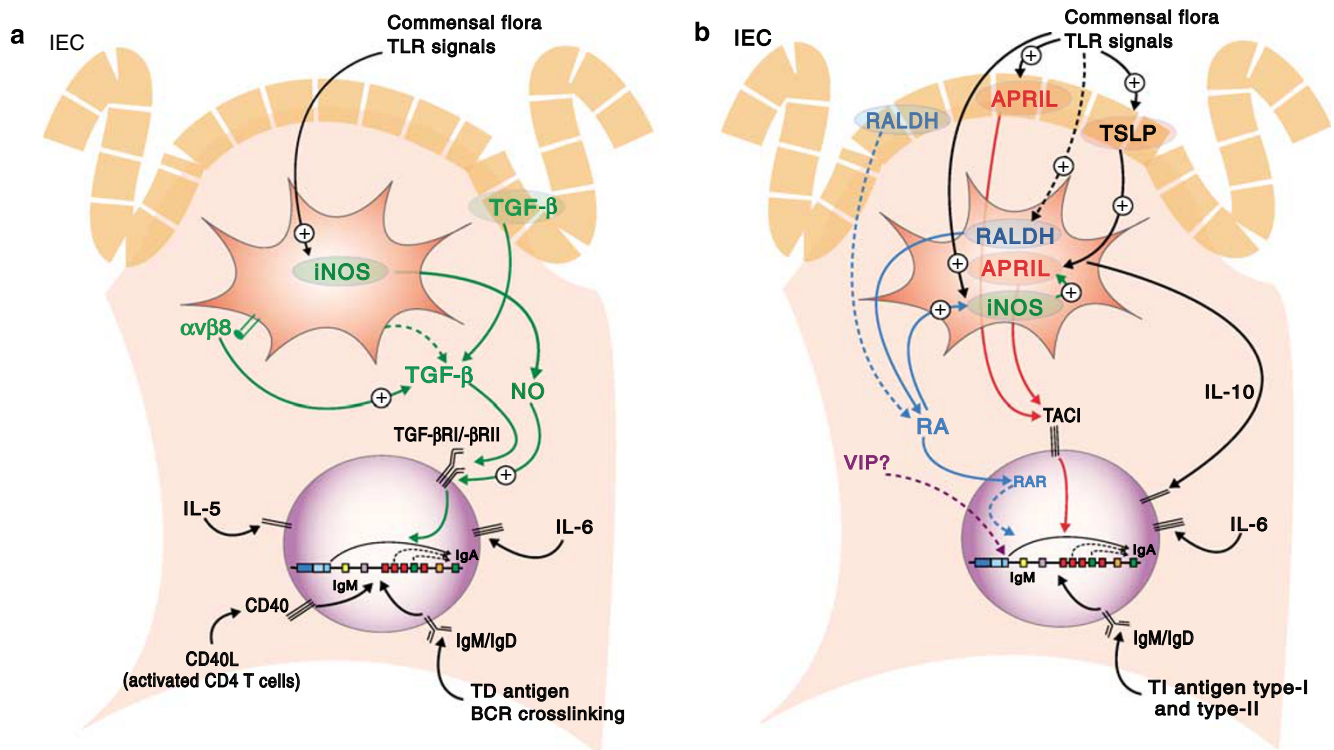 a
IEC
Commensal flora
TLR signals
TGF-β
iNOS
αvβ8
TGF-β
NO
TGF-βRI/-βRII
IL-5
IL-6
IgA
IgM
CD40
IgM/IgD
CD40L
(activated CD4 T cells)
TD antigen
BCR crosslinking
b
IEC
Commensal flora
TLR signals
APRIL
RALDH
TSLP
RALDH
APRIL
iNOS
IL-10
TACI
RA
VIP?
RAR
IL-6
IgA
IgM
IgM/IgD
TI antigen type-I
and type-II